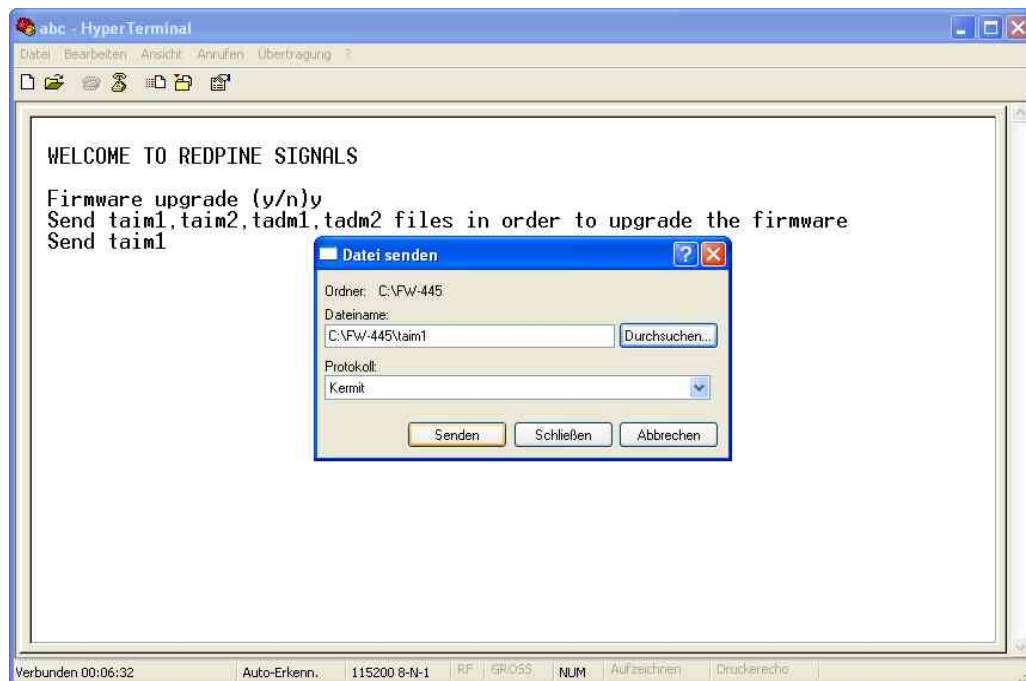 abc - HyperTerminal
Datei Bearbeiten Ansicht Anrufen Übertragung ?
WELCOME TO REDPINE SIGNALS
Firmware upgrade (y/n)y
Send taim1,taim2,tadm1,tadm2 files in order to upgrade the firmware
Send taim1
Datei senden
Ordner: C:\FW-445
Dateiname:
C:\FW-445\taim1 Durchsuchen...
Protokoll:
Kermit
Senden Schließen Abbrechen
Verbunden 00:06:32 Auto-Erkenn. 115200 8-N-1 RF GROSS NUM Aufzeichnen Druckerecho